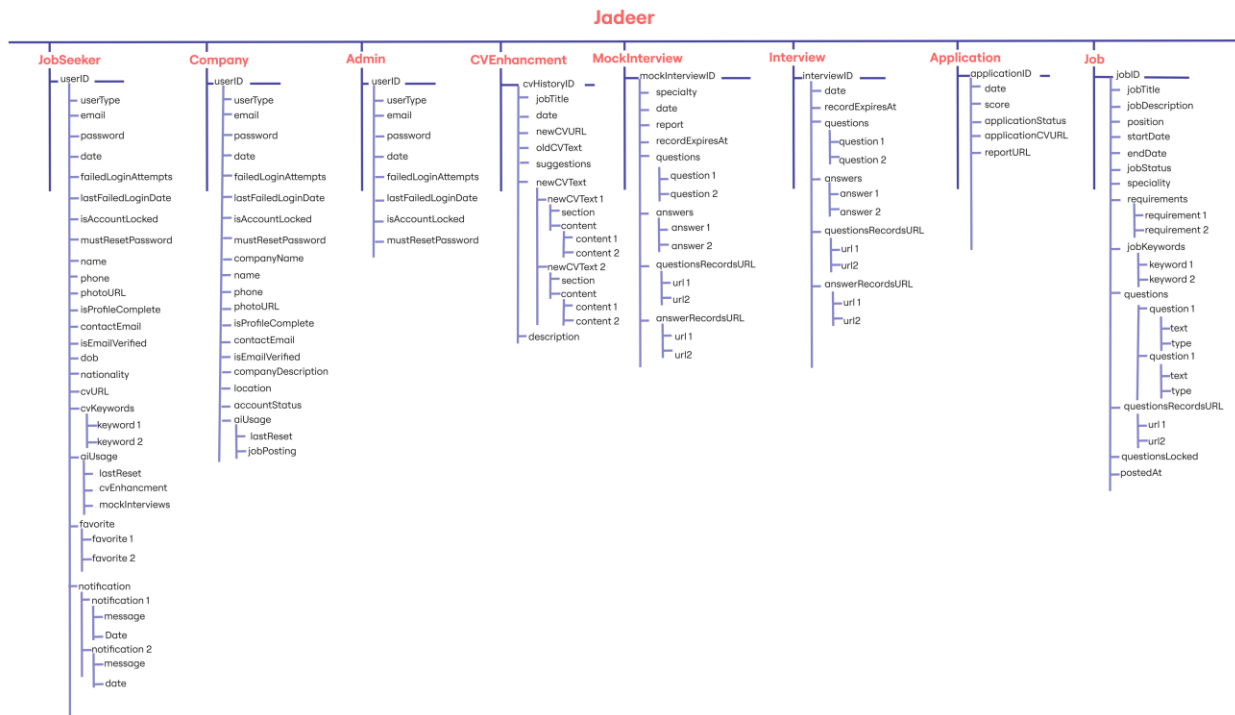 Jadeer
JobSeeker
userID
userType
email
password
date
failedLoginAttempts
lastFailedLoginDate
isAccountLocked
mustResetPassword
name
phone
photoURL
isProfileComplete
contactEmail
isEmailVerified
dob
nationality
cvURL
cvKeywords
keyword 1
keyword 2
aiUsage
lastReset
cvEnhancment
mockInterviews
favorite
favorite 1
favorite 2
notification
notification 1
message
Date
notification 2
message
date
Company
userID
userType
email
password
date
failedLoginAttempts
lastFailedLoginDate
isAccountLocked
mustResetPassword
companyName
name
phone
photoURL
isProfileComplete
contactEmail
isEmailVerified
companyDescription
location
accountStatus
aiUsage
lastReset
jobPosting
Admin
userID
userType
email
password
date
failedLoginAttempts
lastFailedLoginDate
isAccountLocked
mustResetPassword
CVEnhancment
cvHistoryID
jobTitle
date
newCVURL
oldCVText
suggestions
newCVText
newCVText 1
section
content
content 1
content 2
newCVText 2
section
content
content 1
content 2
description
MockInterview
mockInterviewID
specialty
date
report
recordExpiresAt
questions
question 1
question 2
answers
answer 1
answer 2
questionsRecordsURL
url 1
url2
answerRecordsURL
url 1
url2
Interview
interviewID
date
recordExpiresAt
questions
question 1
question 2
answers
answer 1
answer 2
questionsRecordsURL
url 1
url2
answerRecordsURL
url 1
url2
Application
applicationID
date
score
applicationStatus
applicationCVURL
reportURL
Job
jobID
jobTitle
jobDescription
position
startDate
endDate
jobStatus
speciality
requirements
requirement 1
requirement 2
jobKeywords
keyword 1
keyword 2
questions
question 1
text
type
question 1
text
type
questionsRecordsURL
url 1
url2
questionsLocked
postedAt